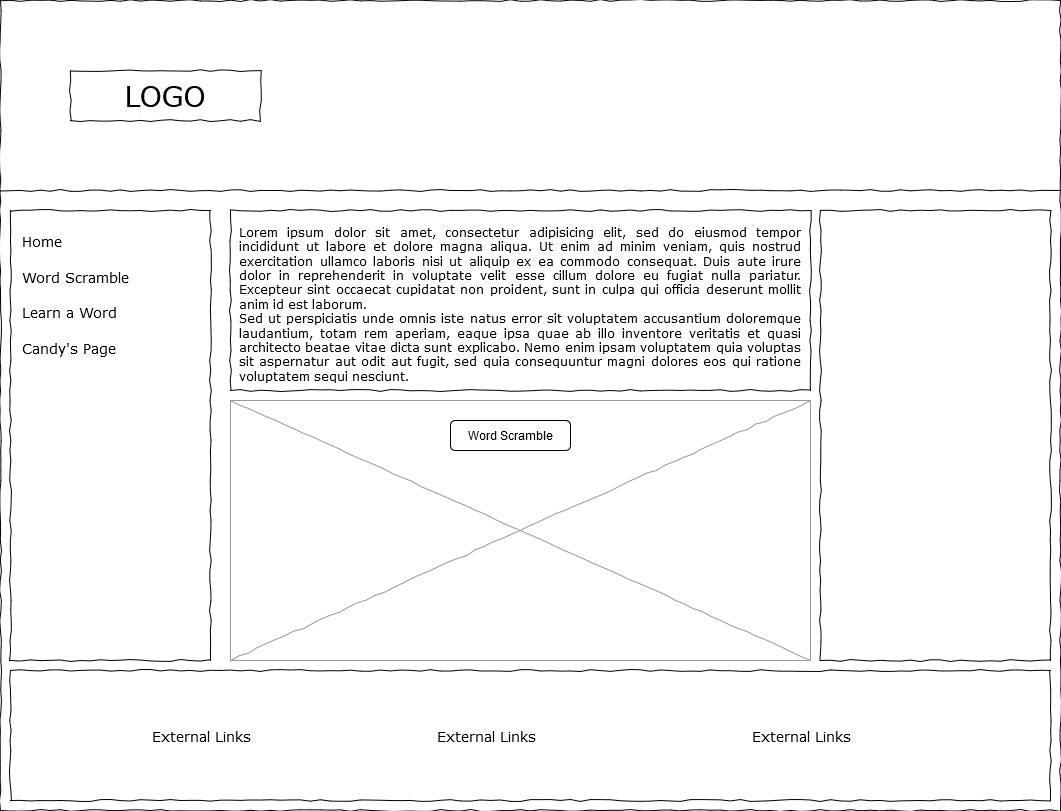 LOGO
Home
Word Scramble
Learn a Word
Candy's Page
Lorem ipsum dolor sit amet, consectetur adipisicing elit, sed do eiusmod tempor
incididunt ut labore et dolore magna aliqua. Ut enim ad minim veniam, quis nostrud
exercitation ullamco laboris nisi ut aliquip ex ea commodo consequat. Duis aute irure
dolor in reprehenderit in voluptate velit esse cillum dolore eu fugiat nulla pariatur.
Excepteur sint occaecat cupidatat non proident, sunt in culpa qui officia deserunt mollit
anim id est laborum.
Sed ut perspiciatis unde omnis iste natus error sit voluptatem accusantium doloremque
laudantium, totam rem aperiam, eaque ipsa quae ab illo inventore veritatis et quasi
architecto beatae vitae dicta sunt explicabo. Nemo enim ipsam voluptatem quia voluptas
sit aspernatur aut odit aut fugit, sed quia consequuntur magni dolores eos qui ratione
voluptatem sequi nesciunt.
Word Scramble
External Links
External Links
External Links